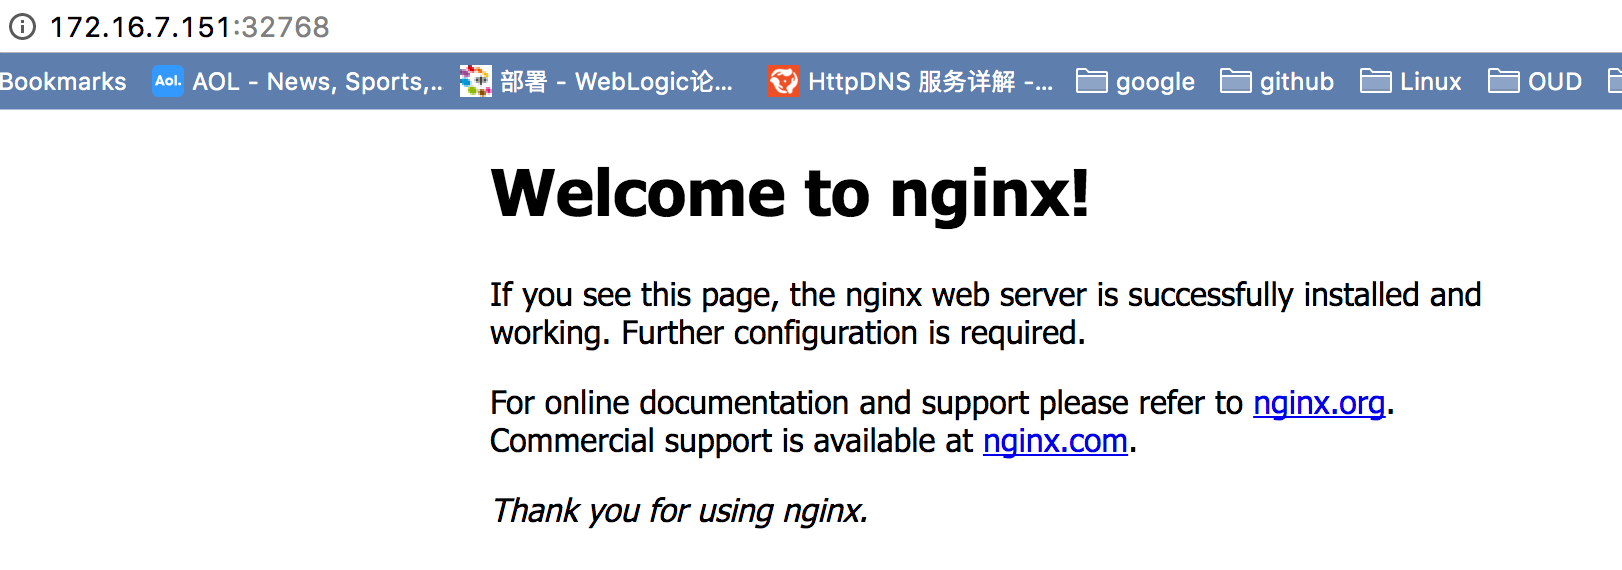 172.16.7.151:32768
Bookmarks Aol. AOL - News, Sports,.. 部署 - WebLogic论... HttpDNS 服务详解 -... google github Linux OUD
Welcome to nginx!
If you see this page, the nginx web server is successfully installed and
working. Further configuration is required.
For online documentation and support please refer to nginx.org.
Commercial support is available at nginx.com.
Thank you for using nginx.